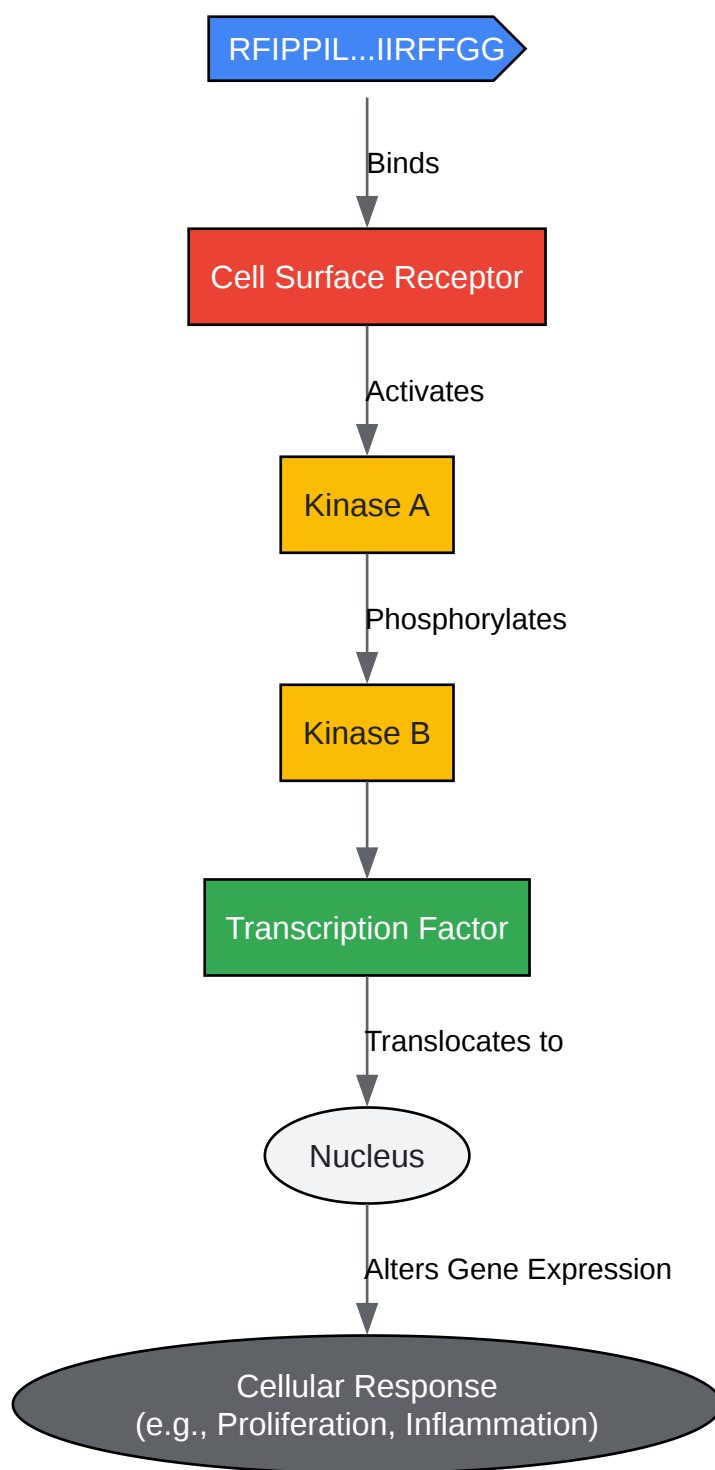 RFIPPIL...IIRFFGG
Binds
Cell Surface Receptor
Activates
Kinase A
Phosphorylates
Kinase B
Transcription Factor
Translocates to
Nucleus
Alters Gene Expression
Cellular Response
(e.g., Proliferation, Inflammation)